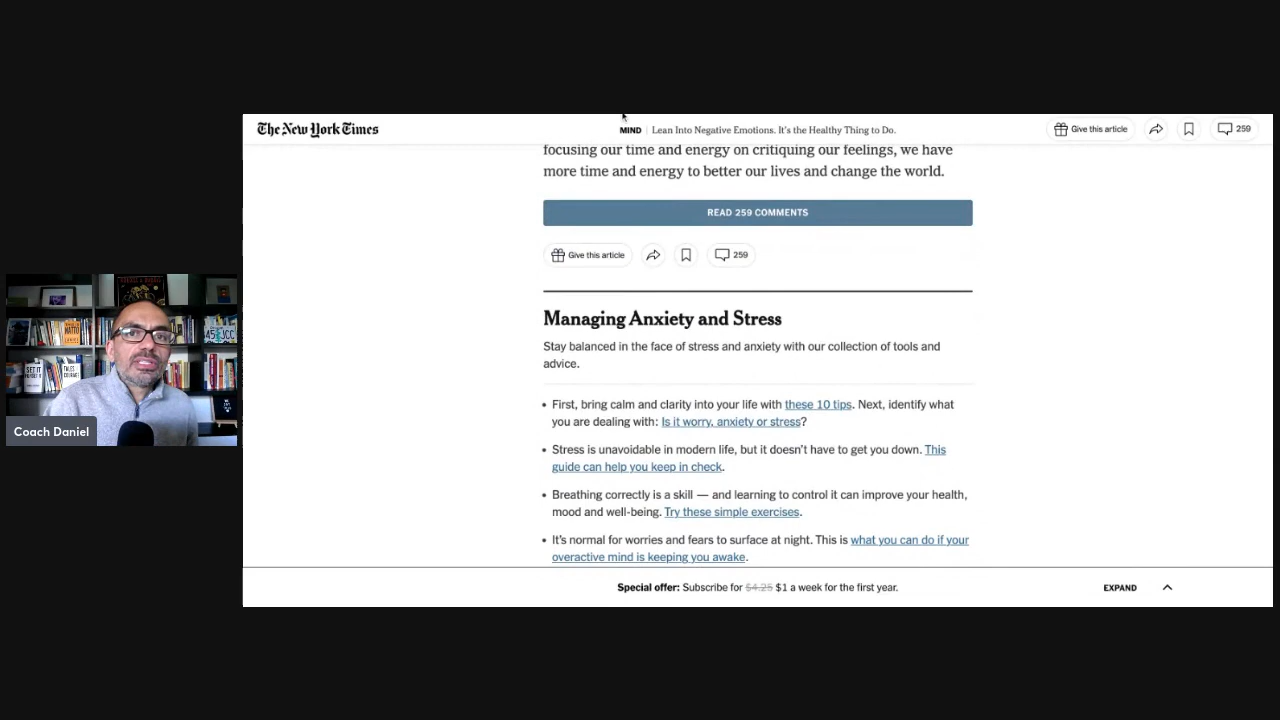 The New York Times
MIND | Lean Into Negative Emotions. It's the Healthy Thing to Do.
Give this article
259
focusing our time and energy on critiquing our feelings, we have
more time and energy to better our lives and change the world.
READ 259 COMMENTS
Give this article
259
Managing Anxiety and Stress
Stay balanced in the face of stress and anxiety with our collection of tools and
advice.
• First, bring calm and clarity into your life with these 10 tips. Next, identify what
you are dealing with: Is it worry, anxiety or stress?
• Stress is unavoidable in modern life, but it doesn't have to get you down. This
guide can help you keep in check.
• Breathing correctly is a skill — and learning to control it can improve your health,
mood and well-being. Try these simple exercises.
• It's normal for worries and fears to surface at night. This is what you can do if your
overactive mind is keeping you awake.
Special offer: Subscribe for $4.25 $1 a week for the first year.
EXPAND
Coach Daniel